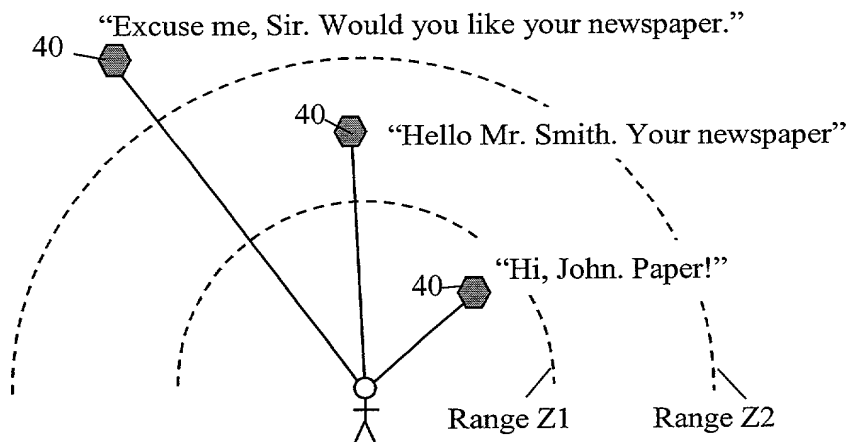 “Excuse me, Sir. Would you like your newspaper.”
40
40
“Hello Mr. Smith. Your newspaper”
40
“Hi, John. Paper!”
Range Z1
Range Z2